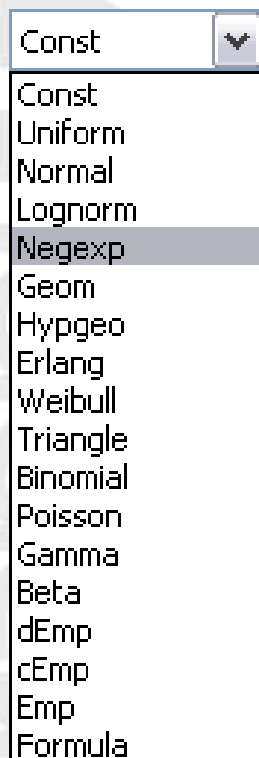 Const
Const
Uniform
Normal
Lognorm
Negexp
Geom
Hypgeo
Erlang
Weibull
Triangle
Binomial
Poisson
Gamma
Beta
dEmp
cEmp
Emp
Formula